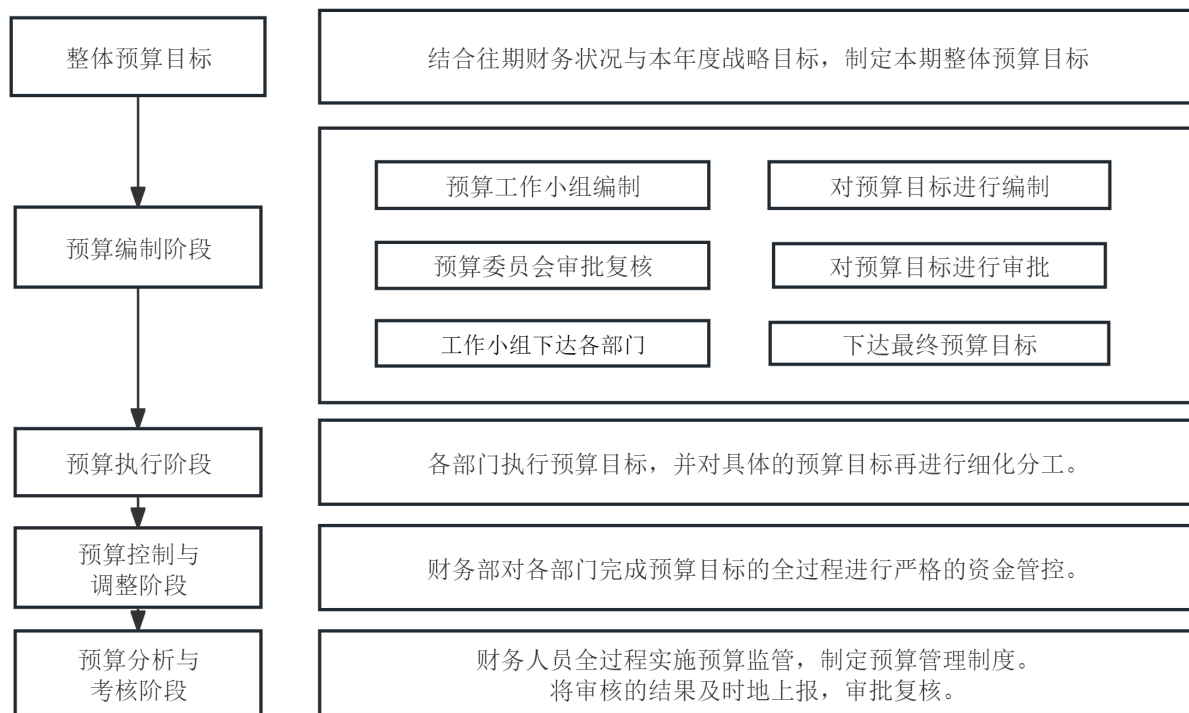 整体预算目标
结合往期财务状况与本年度战略目标，制定本期整体预算目标
预算编制阶段
预算工作小组编制
对预算目标进行编制
预算委员会审批复核
对预算目标进行审批
工作小组下达各部门
下达最终预算目标
预算执行阶段
各部门执行预算目标，并对具体的预算目标再进行细化分工。
预算控制与
调整阶段
财务部对各部门完成预算目标的全过程进行严格的资金管控。
预算分析与
考核阶段
财务人员全过程实施预算监管，制定预算管理制度。
将审核的结果及时地上报，审批复核。